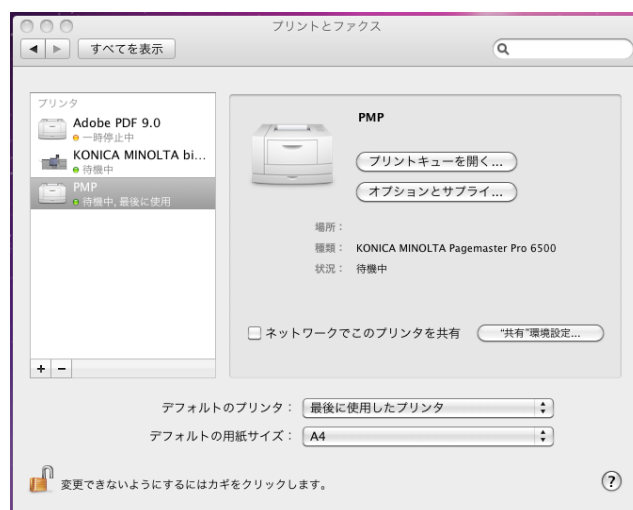 プリントとファクス
すべてを表示
プリンタ
Adobe PDF 9.0
一時停止中
KONICA MINOLTA bi...
待機中
PMP
待機中, 最後に使用
PMP
プリントキューを開く...
オプションとサプライ...
場所：
種類： KONICA MINOLTA Pagemaster Pro 6500
状況： 待機中
ネットワークでこのプリンタを共有
"共有"環境設定...
+ −
デフォルトのプリンタ： 最後に使用したプリンタ
デフォルトの用紙サイズ： A4
変更できないようにするにはカギをクリックします。
?